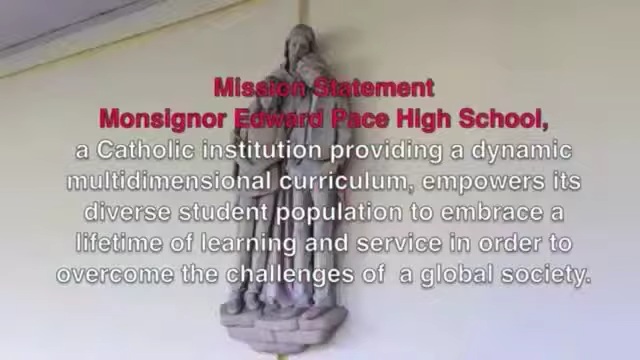 Mission Statement
Monsignor Edward Pace High School,
a Catholic institution providing a dynamic
multidimensional curriculum, empowers its
diverse student population to embrace a
lifetime of learning and service in order to
overcome the challenges of  a global society.